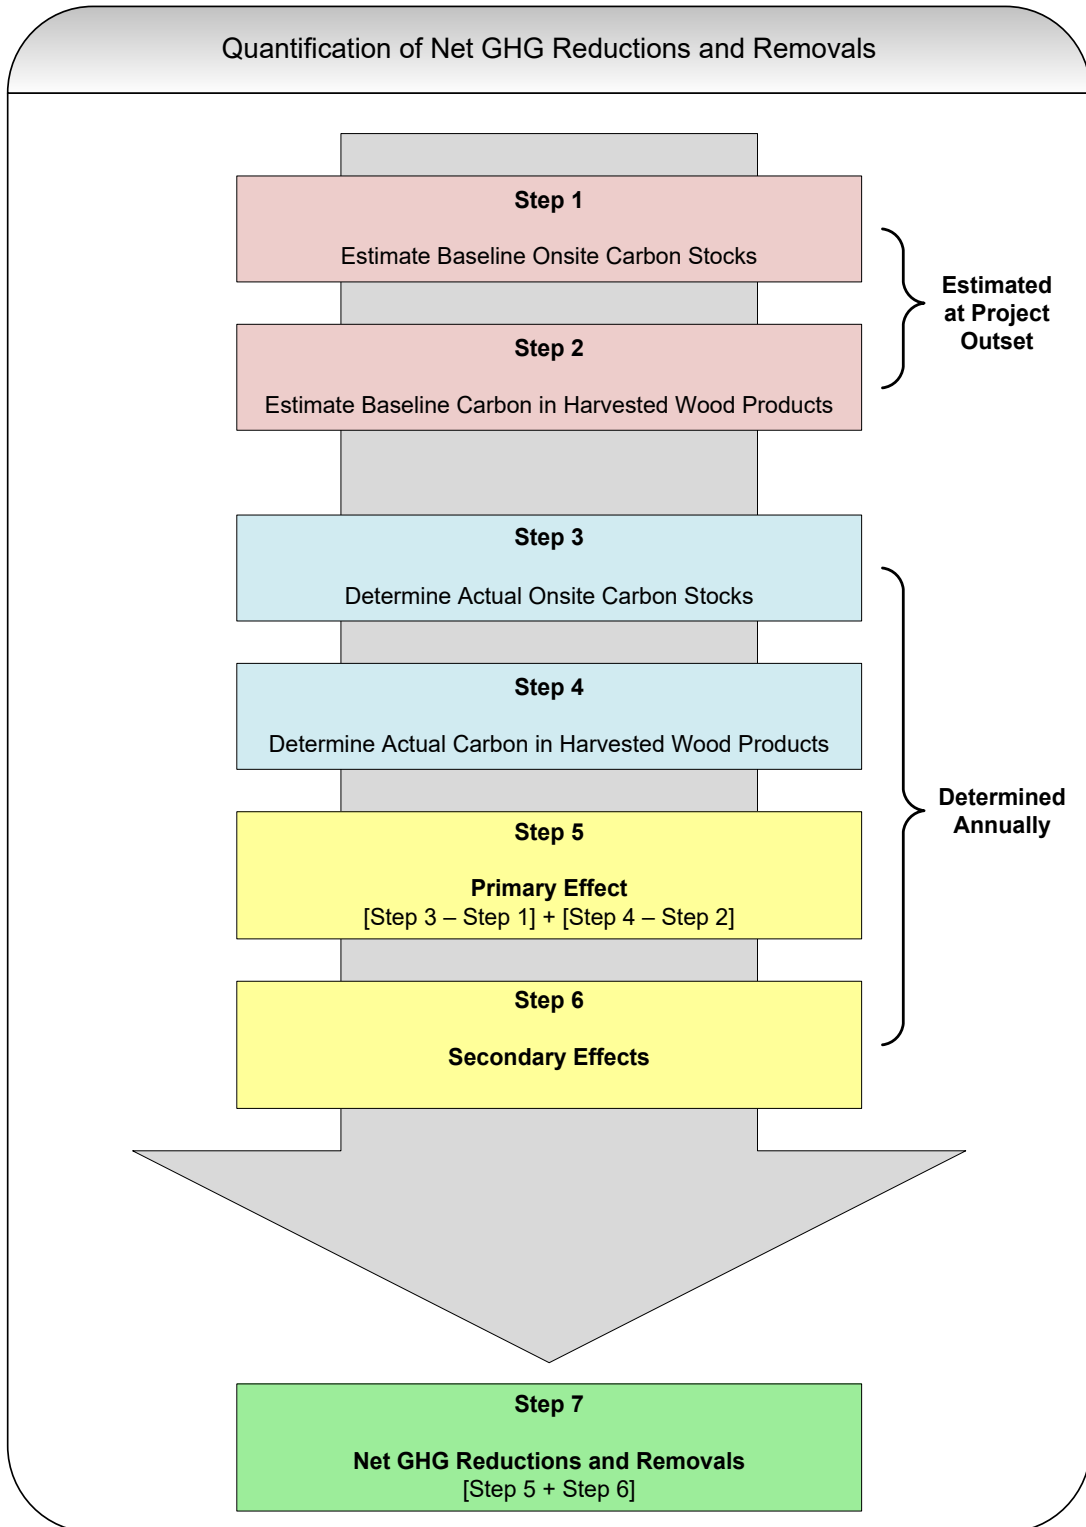 Quantification of Net GHG Reductions and Removals
Step 1
Estimate Baseline Onsite Carbon Stocks
Step 2
Estimate Baseline Carbon in Harvested Wood Products
Estimated
at Project
Outset
Step 3
Determine Actual Onsite Carbon Stocks
Step 4
Determine Actual Carbon in Harvested Wood Products
Step 5
Primary Effect
[Step 3 – Step 1] + [Step 4 – Step 2]
Step 6
Secondary Effects
Determined
Annually
Step 7
Net GHG Reductions and Removals
[Step 5 + Step 6]